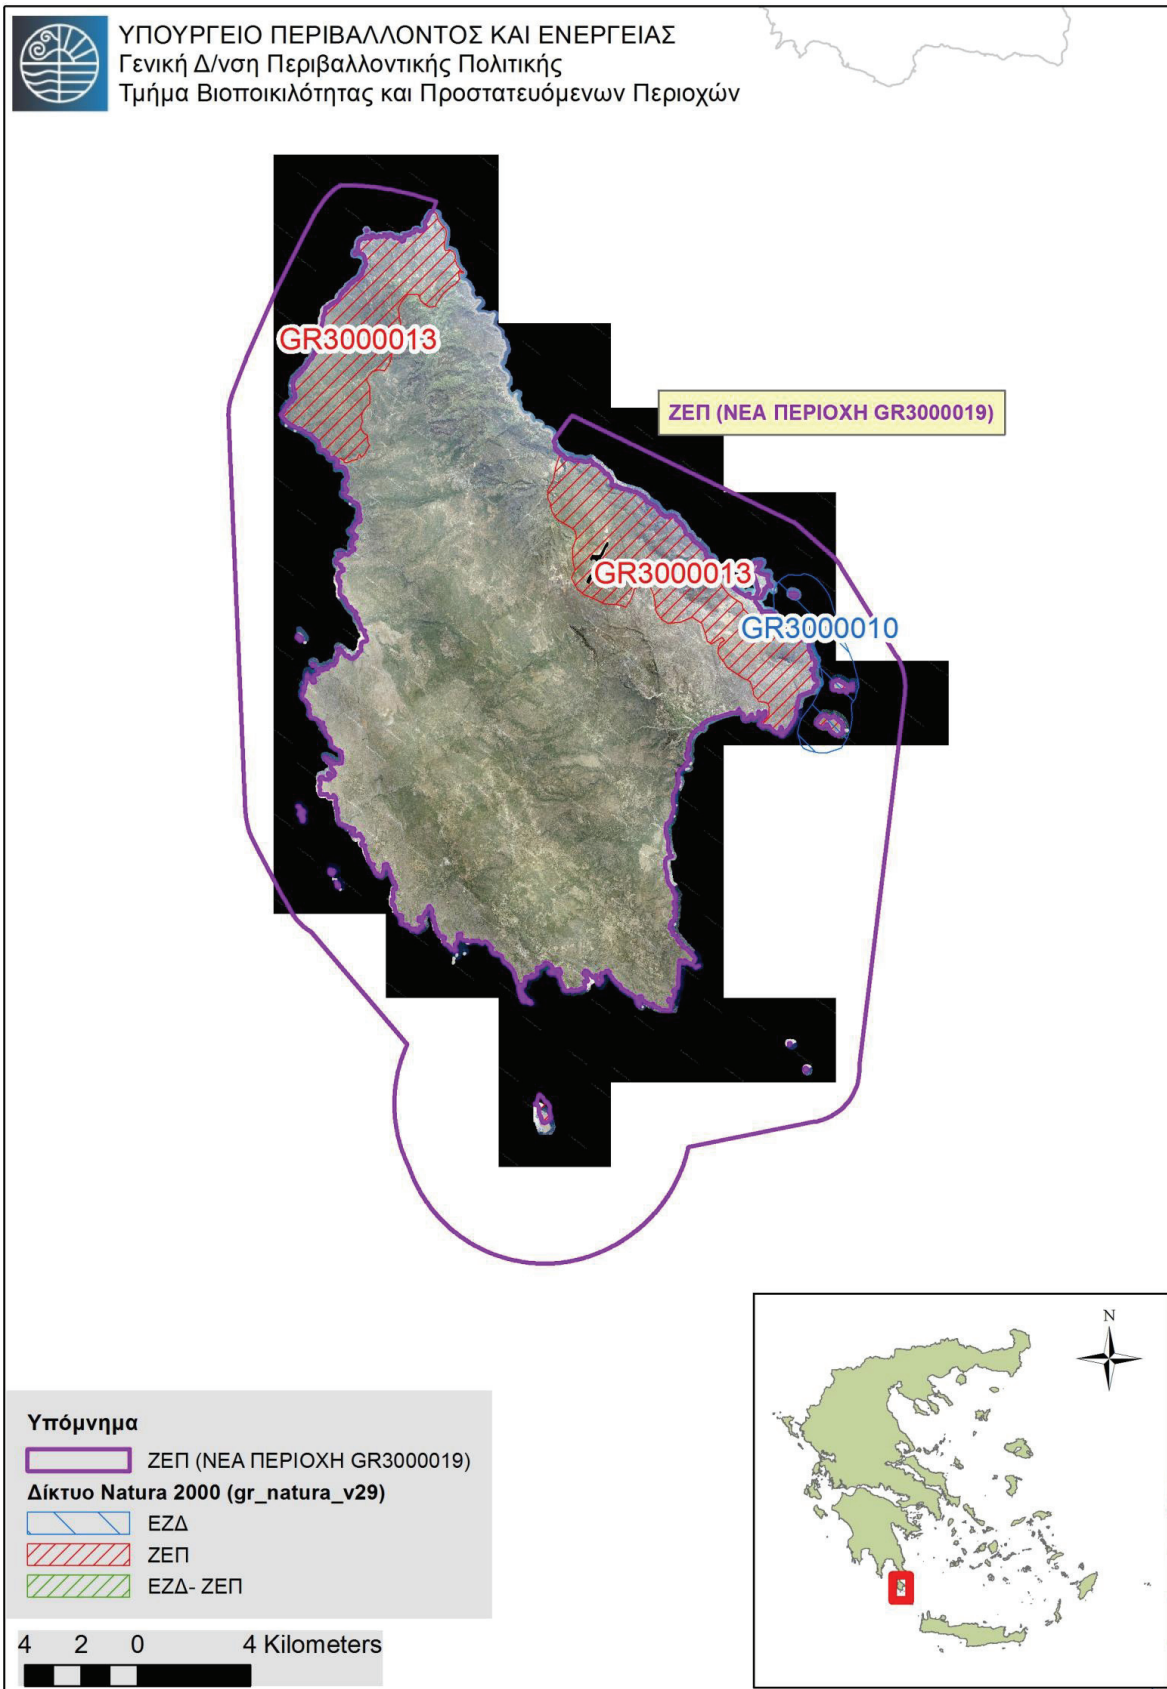 ΥΠΟΥΡΓΕΙΟ ΠΕΡΙΒΑΛΛΟΝΤΟΣ ΚΑΙ ΕΝΕΡΓΕΙΑΣ
Γενική Δ/νση Περιβαλλοντικής Πολιτικής
Τμήμα Βιοποικιλότητας και Προστατευόμενων Περιοχών
GR3000013
ΖΕΠ (ΝΕΑ ΠΕΡΙΟΧΗ GR3000019)
GR3000013
GR3000010
N
Υπόμνημα
ΖΕΠ (ΝΕΑ ΠΕΡΙΟΧΗ GR3000019)
Δίκτυο Natura 2000 (gr_natura_v29)
ΕΖΔ
ΖΕΠ
ΕΖΔ- ΖΕΠ
4 2 0 4 Kilometers